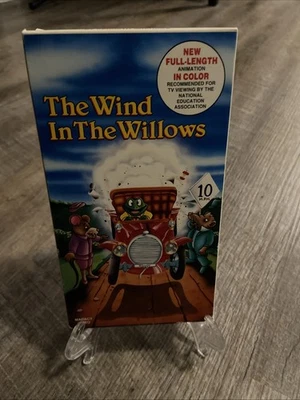 NEW
FULL-LENGTH
ANIMATION
IN COLOR
RECOMMENDED FOR
TV VIEWING BY THE
NATIONAL
EDUCATION
ASSOCIATION
The Wind
In The Willows
10